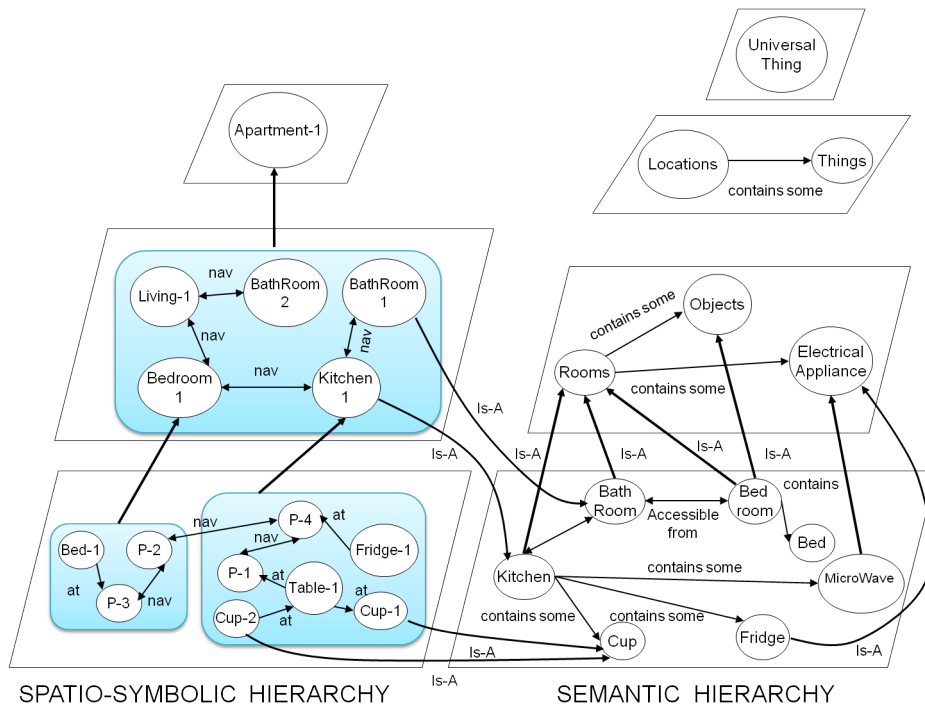 Universal
Thing
Apartment-1
Locations
Things
contains some
nav
Living-1
BathRoom
2
BathRoom
1
nav
nav
nav
Bedroom
1
Kitchen
1
Objects
contains some
Electrical
Appliance
Rooms
contains some
Is-A
Is-A
Is-A
Is-A
Is-A
Is-A
contains
Bath
Room
Accessible
from
Bed
room
Bed
nav
at
P-4
Bed-1
P-2
nav
Fridge-1
at
P-1
at
Table-1
at
P-3
nav
Cup-2
at
Cup-1
Kitchen
contains some
MicroWave
contains some
contains some
Cup
Fridge
Is-A
Is-A
Is-A
SPATIO-SYMBOLIC HIERARCHY
SEMANTIC HIERARCHY